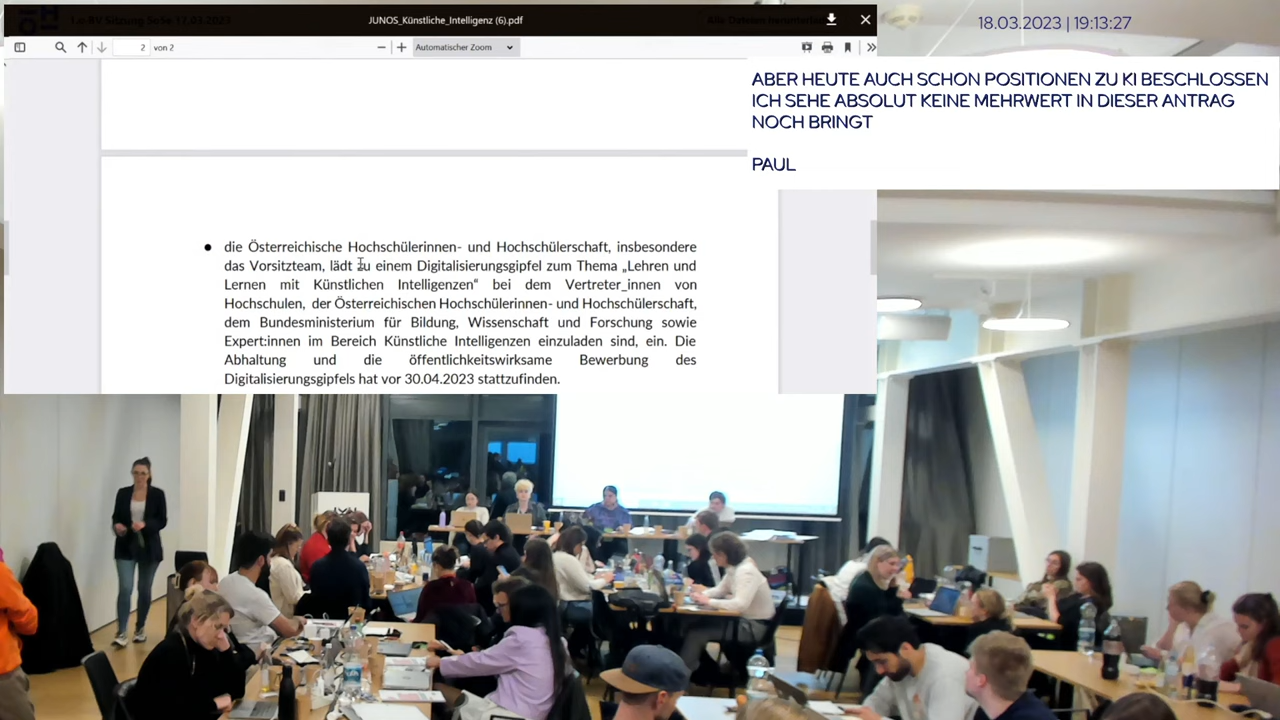 JUNOS_Künstliche_Intelligenz (6).pdf
18.03.2023 | 19:13:27
2 von 2
Automatischer Zoom
ABER HEUTE AUCH SCHON POSITIONEN ZU KI BESCHLOSSEN
ICH SEHE ABSOLUT KEINE MEHRWERT IN DIESER ANTRAG
NOCH BRINGT
PAUL
die Österreichische Hochschülerinnen- und Hochschülerschaft, insbesondere
das Vorsitzteam, lädt zu einem Digitalisierungsgipfel zum Thema „Lehren und
Lernen mit Künstlichen Intelligenzen“ bei dem Vertreter_innen von
Hochschulen, der Österreichischen Hochschülerinnen- und Hochschülerschaft,
dem Bundesministerium für Bildung, Wissenschaft und Forschung sowie
Expert:innen im Bereich Künstliche Intelligenzen einzuladen sind, ein. Die
Abhaltung und die öffentlichkeitswirksame Bewerbung des
Digitalisierungsgipfels hat vor 30.04.2023 stattzufinden.